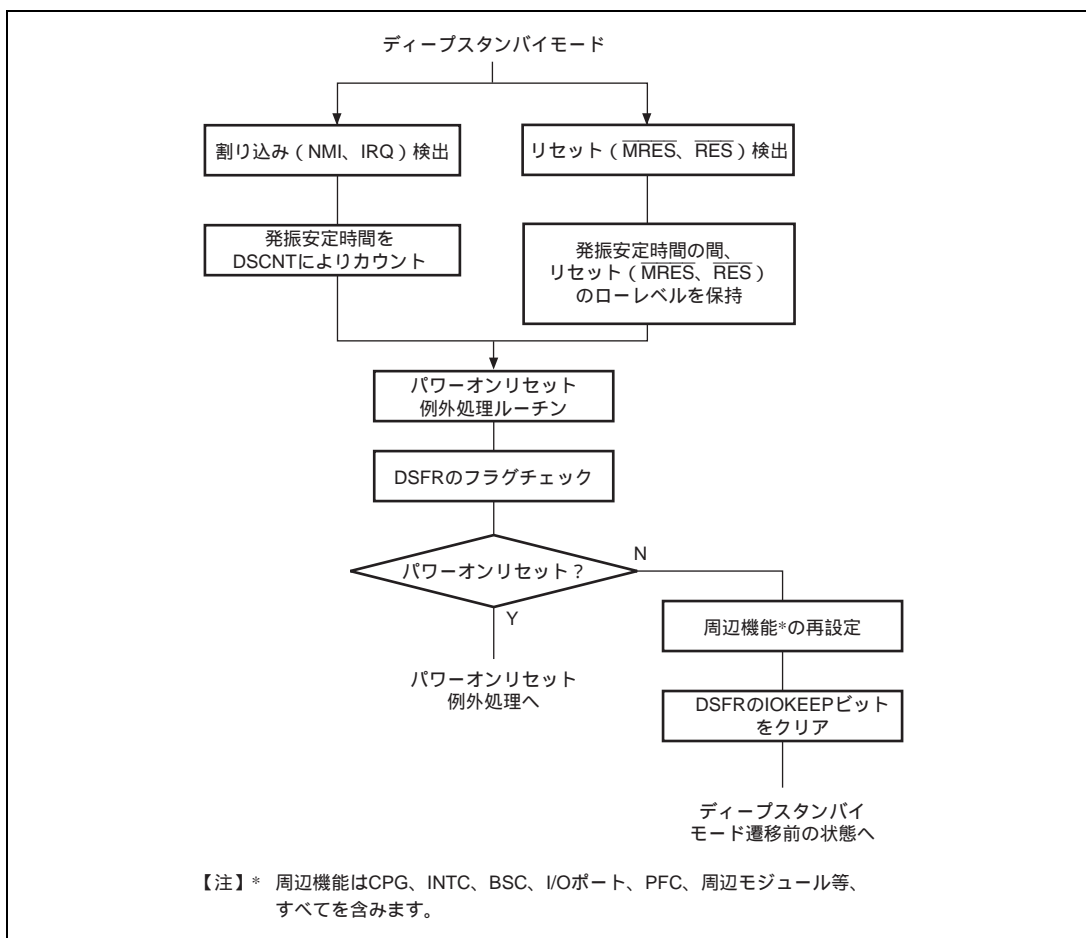 ディープスタンバイモード
割り込み(NMI、IRQ)検出
リセット(MRES、RES)検出
発振安定時間を
DSCNTによりカウント
発振安定時間の間、
リセット(MRES、RES)
のローレベルを保持
パワーオンリセット
例外処理ルーチン
DSFRのフラグチェック
パワーオンリセット?
N
Y
パワーオンリセット
例外処理へ
周辺機能*の再設定
DSFRのIOKEEPビット
をクリア
ディープスタンバイ
モード遷移前の状態へ
【注】* 周辺機能はCPG、INTC、BSC、I/Oポート、PFC、周辺モジュール等、
すべてを含みます。